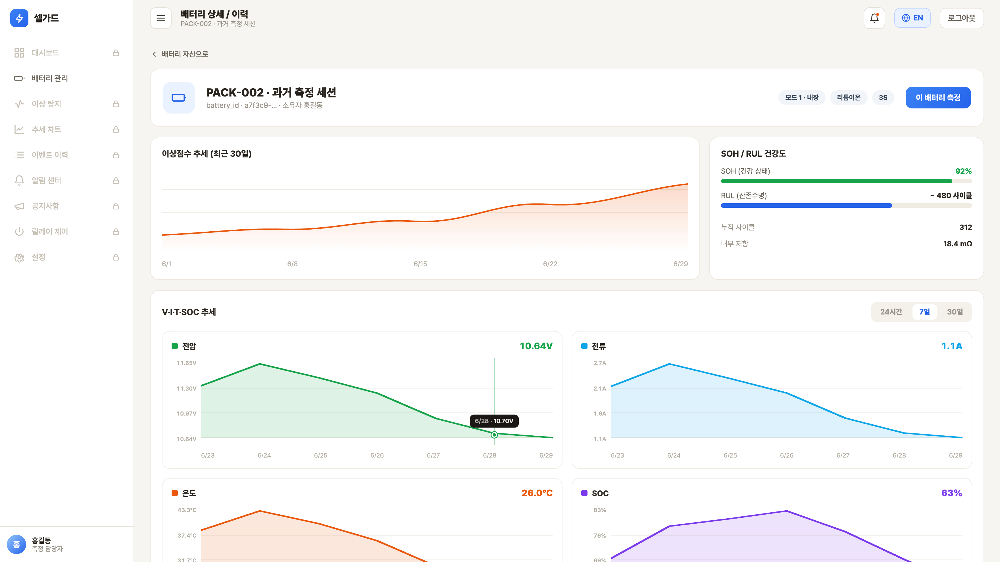 셀가드
대시보드
배터리 관리
이상 탐지
추세 차트
이벤트 이력
알림 센터
공지사항
릴레이 제어
설정
홍
홍길동
측정 담당자
배터리 상세 / 이력
PACK-002 · 과거 측정 세션
EN
로그아웃
배터리 자산으로
PACK-002 · 과거 측정 세션
battery_id · a7f3c9-... · 소유자 홍길동
모드 1 · 내장
리튬이온
3S
이 배터리 측정
이상점수 추세 (최근 30일)
6/1 6/8 6/15 6/22 6/29
SOH / RUL 건강도
SOH (건강 상태) 92%
RUL (잔존수명) ~ 480 사이클
누적 사이클 312
내부 저항 18.4 mΩ
V·I·T·SOC 추세
24시간 7일 30일
전압 10.64V
11.65V
11.30V
10.97V
10.64V
6/28 · 10.70V
6/23 6/24 6/25 6/26 6/27 6/28 6/29
전류 1.1A
2.7A
2.1A
1.6A
1.1A
6/23 6/24 6/25 6/26 6/27 6/28 6/29
온도 26.0°C
43.3°C
37.4°C
31.7°C
SOC 63%
83%
76%
69%